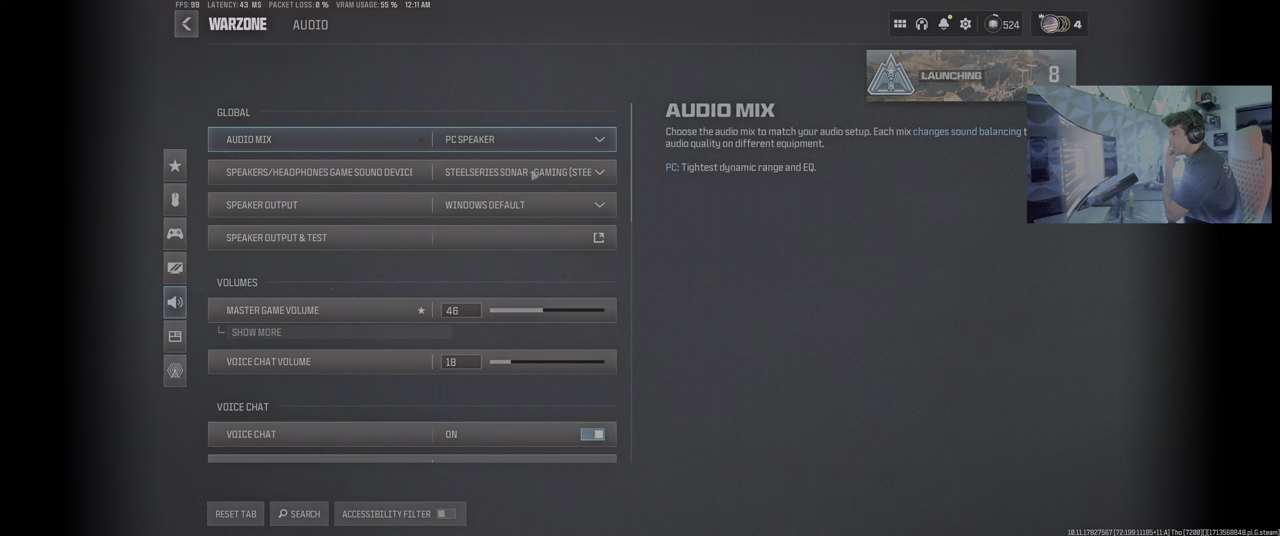 FPS: 99 LATENCY: 43 MS PACKET LOSS: 0 % VRAM USAGE: 55 % 12:11 AM
WARZONE AUDIO
524
4
LAUNCHING 8
GLOBAL
AUDIO MIX PC SPEAKER
SPEAKERS/HEADPHONES GAME SOUND DEVICE STEELSERIES SONAR - GAMING (STEE
SPEAKER OUTPUT WINDOWS DEFAULT
SPEAKER OUTPUT & TEST
VOLUMES
MASTER GAME VOLUME 46
SHOW MORE
VOICE CHAT VOLUME 18
VOICE CHAT
VOICE CHAT ON
RESET TAB SEARCH ACCESSIBILITY FILTER
AUDIO MIX
Choose the audio mix to match your audio setup. Each mix changes sound balancing t
audio quality on different equipment.
PC: Tightest dynamic range and EQ.